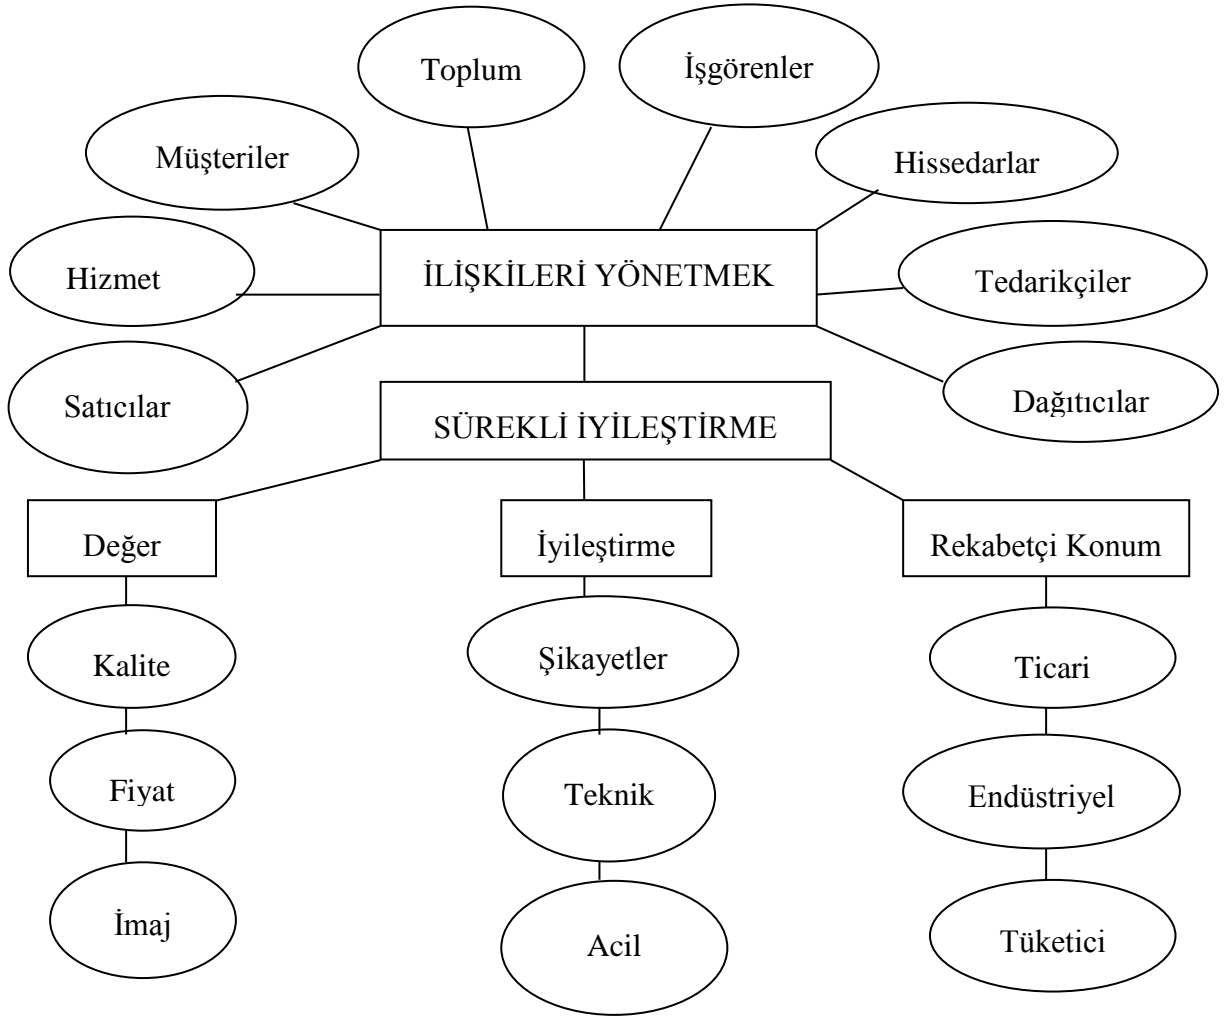 Toplum
İşgörenler
Müşteriler
Hissedarlar
Hizmet
İLİŞKİLERİ YÖNETMEK
Tedarikçiler
Satıcılar
Dağıtıcılar
SÜREKLİ İYİLEŞTİRME
Değer
İyileştirme
Rekabetçi Konum
Kalite
Şikayetler
Ticari
Fiyat
Teknik
Endüstriyel
İmaj
Acil
Tüketici